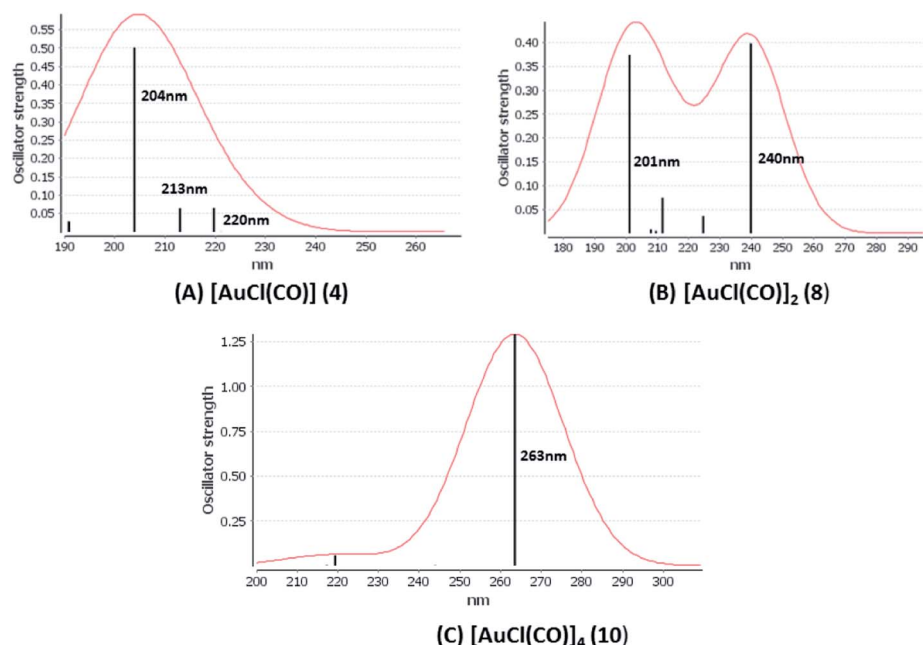 Oscillator strength
0.55
0.50
0.45
0.40
0.35
0.30
0.25
0.20
0.15
0.10
0.05
204nm
213nm
220nm
190 200 210 220 230 240 250 260
nm
(A) [AuCl(CO)] (4)
Oscillator strength
0.40
0.35
0.30
0.25
0.20
0.15
0.10
0.05
201nm
240nm
180 190 200 210 220 230 240 250 260 270 280 290
nm
(B) [AuCl(CO)]₂ (8)
Oscillator strength
1.25
1.00
0.75
0.50
0.25
263nm
200 210 220 230 240 250 260 270 280 290 300
nm
(C) [AuCl(CO)]₄ (10)